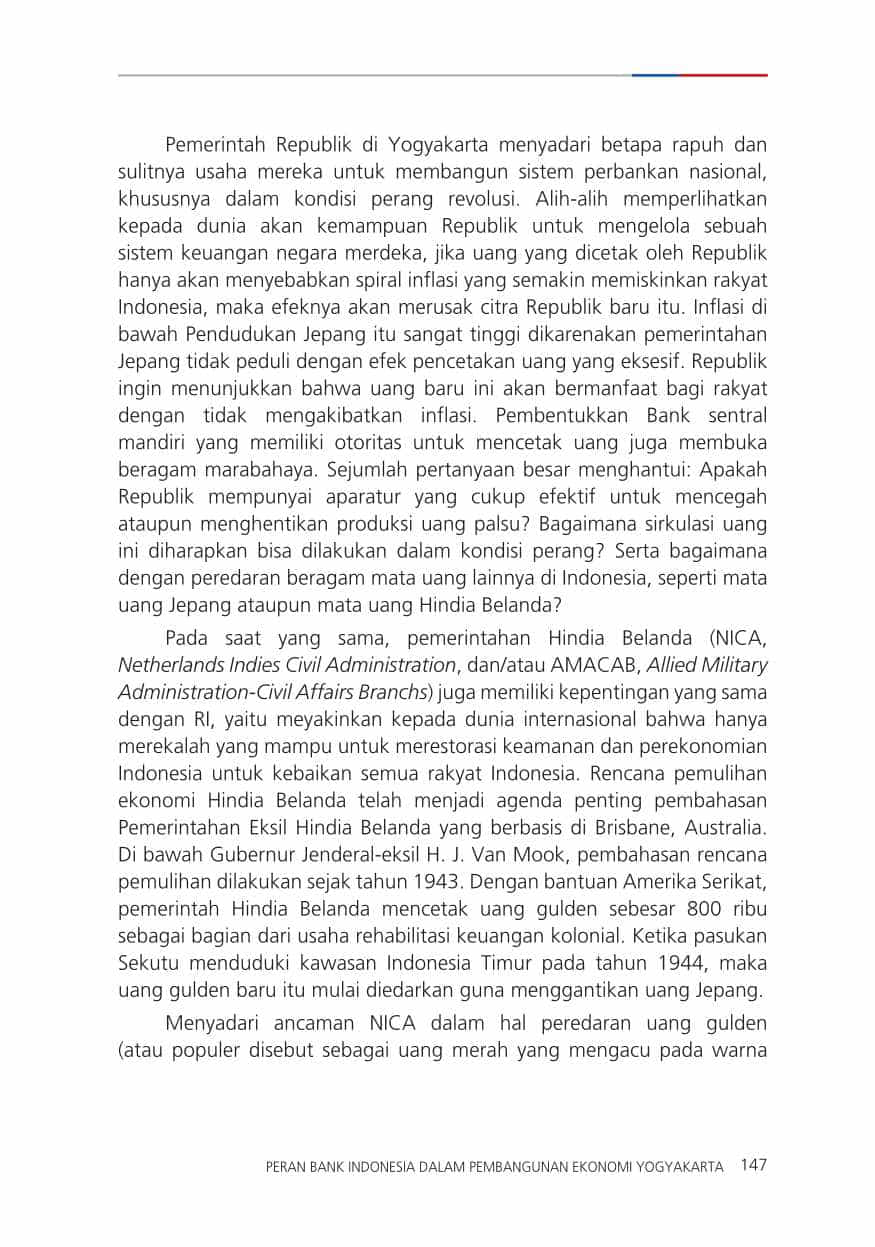 Pemerintah Republik di Yogyakarta menyadari betapa rapuh dan
sulitnya usaha mereka untuk membangun sistem perbankan nasional,
khususnya dalam kondisi perang revolusi. Alih-alih memperlihatkan
kepada dunia akan kemampuan Republik untuk mengelola sebuah
sistem keuangan negara merdeka, jika uang yang dicetak oleh Republik
hanya akan menyebabkan spiral inflasi yang semakin memiskinkan rakyat
Indonesia, maka efeknya akan merusak citra Republik baru itu. Inflasi di
bawah Pendudukan Jepang itu sangat tinggi dikarenakan pemerintahan
Jepang tidak peduli dengan efek pencetakan uang yang eksesif. Republik
ingin menunjukkan bahwa uang baru ini akan bermanfaat bagi rakyat
dengan tidak mengakibatkan inflasi. Pembentukkan Bank sentral
mandiri yang memiliki otoritas untuk mencetak uang juga membuka
beragam marabahaya. Sejumlah pertanyaan besar menghantui: Apakah
Republik mempunyai aparatur yang cukup efektif untuk mencegah
ataupun menghentikan produksi uang palsu? Bagaimana sirkulasi uang
ini diharapkan bisa dilakukan dalam kondisi perang? Serta bagaimana
dengan peredaran beragam mata uang lainnya di Indonesia, seperti mata
uang Jepang ataupun mata uang Hindia Belanda?
Pada saat yang sama, pemerintahan Hindia Belanda (NICA,
Netherlands Indies Civil Administration, dan/atau AMACAB, Allied Military
Administration-Civil Affairs Branchs) juga memiliki kepentingan yang sama
dengan RI, yaitu meyakinkan kepada dunia internasional bahwa hanya
merekalah yang mampu untuk merestorasi keamanan dan perekonomian
Indonesia untuk kebaikan semua rakyat Indonesia. Rencana pemulihan
ekonomi Hindia Belanda telah menjadi agenda penting pembahasan
Pemerintahan Eksil Hindia Belanda yang berbasis di Brisbane, Australia.
Di bawah Gubernur Jenderal-eksil H. J. Van Mook, pembahasan rencana
pemulihan dilakukan sejak tahun 1943. Dengan bantuan Amerika Serikat,
pemerintah Hindia Belanda mencetak uang gulden sebesar 800 ribu
sebagai bagian dari usaha rehabilitasi keuangan kolonial. Ketika pasukan
Sekutu menduduki kawasan Indonesia Timur pada tahun 1944, maka
uang gulden baru itu mulai diedarkan guna menggantikan uang Jepang.
Menyadari ancaman NICA dalam hal peredaran uang gulden
(atau populer disebut sebagai uang merah yang mengacu pada warna
PERAN BANK INDONESIA DALAM PEMBANGUNAN EKONOMI YOGYAKARTA 147